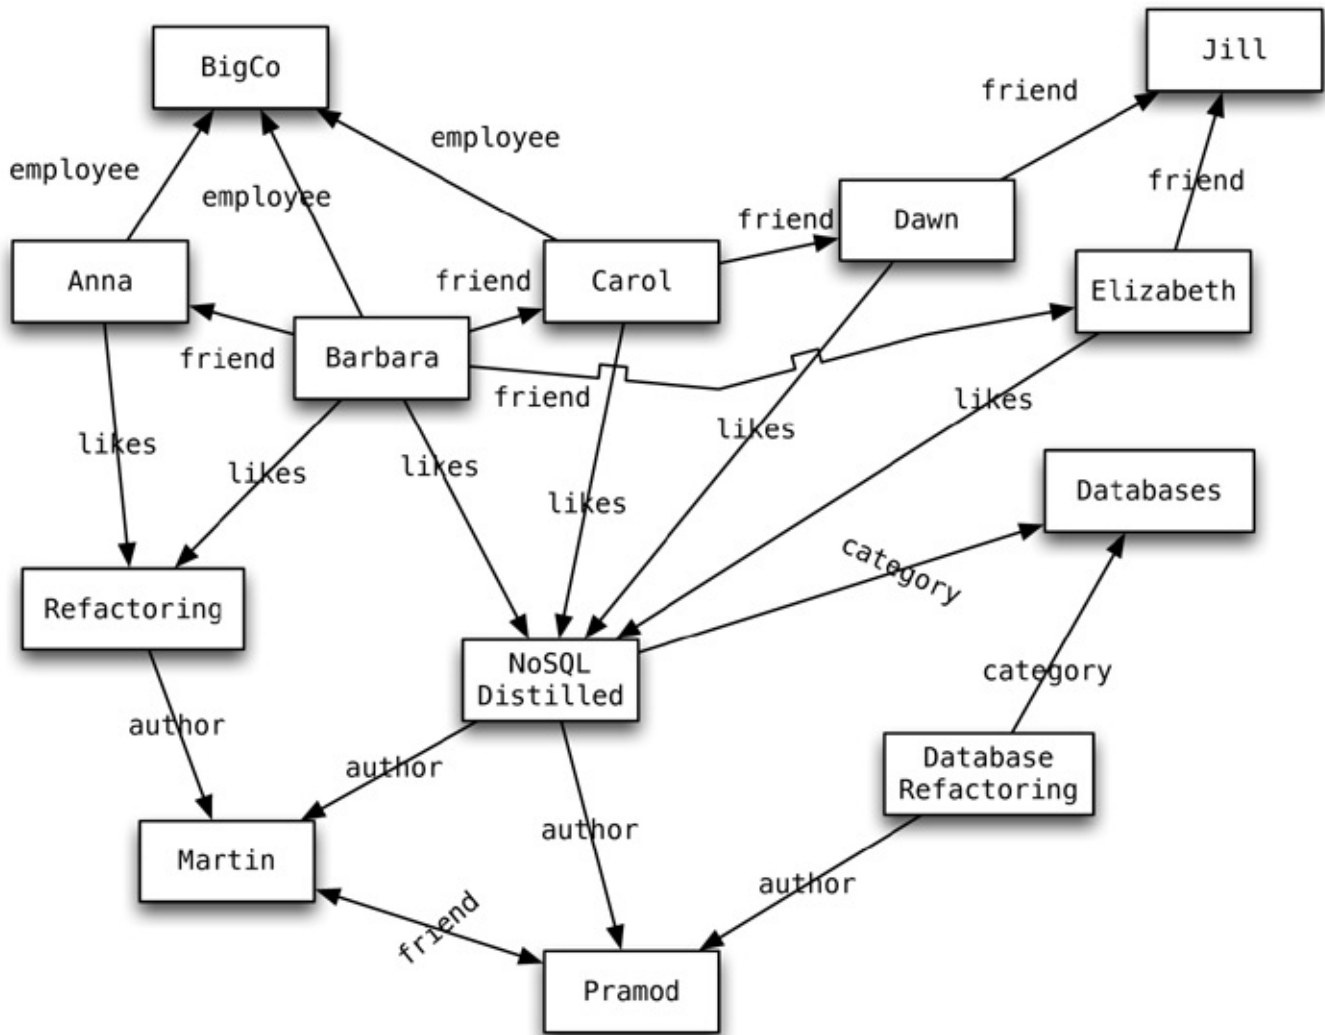 BigCo
Jill
friend
employee
employee
friend
employee
friend
Dawn
Anna
friend
Carol
Elizabeth
friend
Barbara
friend
likes
likes
likes
likes
likes
likes
Databases
category
Refactoring
NoSQL
Distilled
category
author
author
Database
Refactoring
author
Martin
author
friend
Pramod